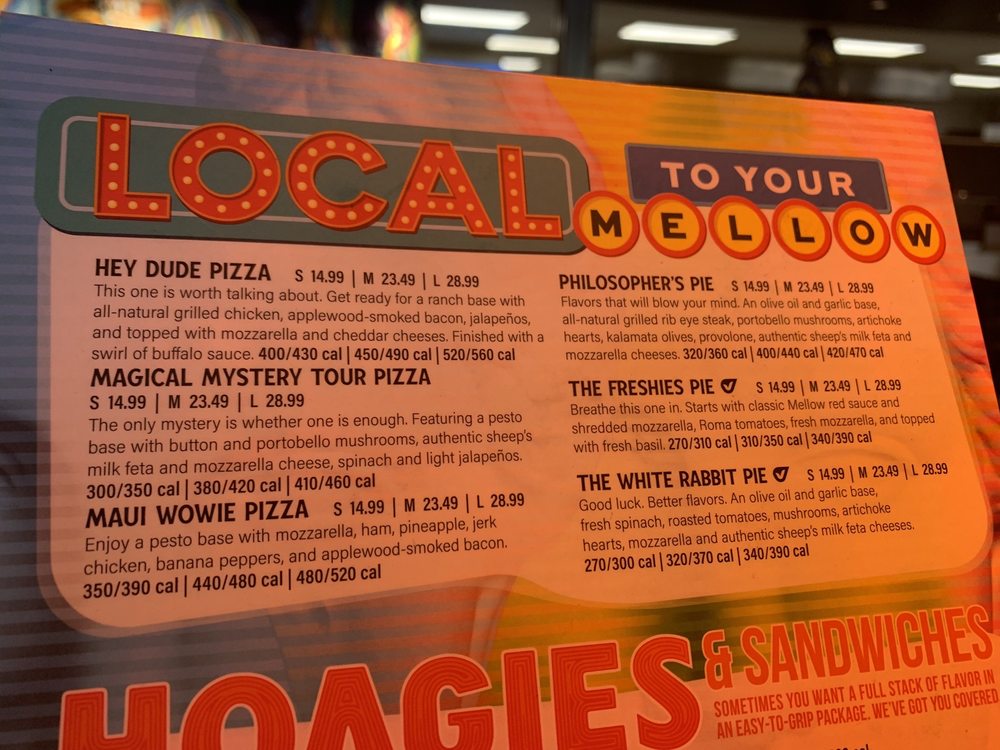 LOCAL
TO YOUR
MELLOW
HEY DUDE PIZZA S 14.99 | M 23.49 | L 28.99
This one is worth talking about. Get ready for a ranch base with
all-natural grilled chicken, applewood-smoked bacon, jalapeños,
and topped with mozzarella and cheddar cheeses. Finished with a
swirl of buffalo sauce. 400/430 cal | 450/490 cal | 520/560 cal
MAGICAL MYSTERY TOUR PIZZA
S 14.99 | M 23.49 | L 28.99
The only mystery is whether one is enough. Featuring a pesto
base with button and portobello mushrooms, authentic sheep's
milk feta and mozzarella cheese, spinach and light jalapeños.
300/350 cal | 380/420 cal | 410/460 cal
MAUI WOWIE PIZZA S 14.99 | M 23.49 | L 28.99
Enjoy a pesto base with mozzarella, ham, pineapple, jerk
chicken, banana peppers, and applewood-smoked bacon.
350/390 cal | 440/480 cal | 480/520 cal
PHILOSOPHER'S PIE S 14.99 | M 23.49 | L 28.99
Flavors that will blow your mind. An olive oil and garlic base,
all-natural grilled rib eye steak, portobello mushrooms, artichoke
hearts, kalamata olives, provolone, authentic sheep's milk feta and
mozzarella cheeses. 320/360 cal | 400/440 cal | 420/470 cal
THE FRESHIES PIE S 14.99 | M 23.49 | L 28.99
Breathe this one in. Starts with classic Mellow red sauce and
shredded mozzarella, Roma tomatoes, fresh mozzarella, and topped
with fresh basil. 270/310 cal | 310/350 cal | 340/390 cal
THE WHITE RABBIT PIE S 14.99 | M 23.49 | L 28.99
Good luck. Better flavors. An olive oil and garlic base,
fresh spinach, roasted tomatoes, mushrooms, artichoke
hearts, mozzarella and authentic sheep's milk feta cheeses.
270/300 cal | 320/370 cal | 340/390 cal
HOAGIES & SANDWICHES
SOMETIMES YOU WANT A FULL STACK OF FLAVOR IN
AN EASY-TO-GRIP PACKAGE. WE'VE GOT YOU COVERED